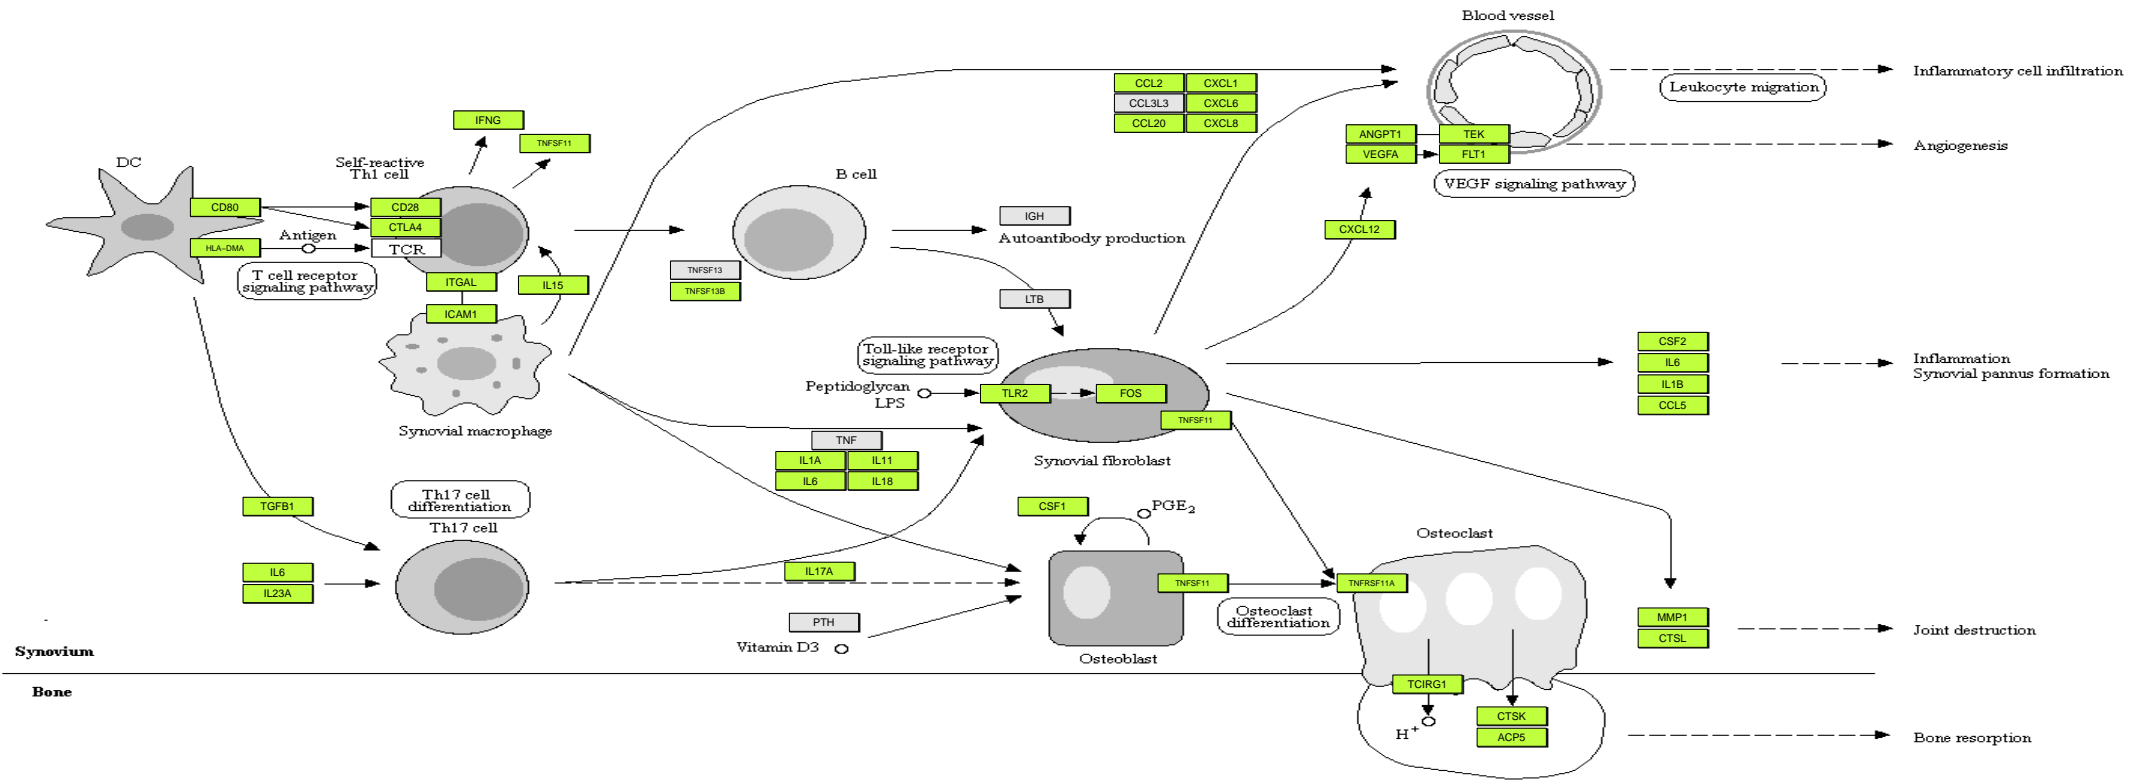 Blood vessel
CCL2 CXCL1
CCL3L3 CXCL6
CCL20 CXCL8
Inflammatory cell infiltration
Leukocyte migration
ANGPT1 TEK
VEGFA FLT1
Angiogenesis
VEGF signaling pathway
IFNG
TNFSF11
DC
Self-reactive
Th1 cell
CD80
CD28
CTLA4
HLA-DMA
Antigen
TCR
T cell receptor
signaling pathway
ITGAL
IL15
ICAM1
Synovial macrophage
B cell
TNFSF13
TNFSF13B
IGH
Autoantibody production
LTB
CXCL12
Toll-like receptor
signaling pathway
Peptidoglycan
LPS
TLR2
FOS
TNFSF11
Synovial fibroblast
CSF2
IL6
IL1B
CCL5
Inflammation
Synovial pannus formation
TNF
IL1A IL11
IL6 IL18
TGFB1
Th17 cell
differentiation
Th17 cell
IL6
IL23A
IL17A
PTH
Vitamin D3
CSF1
PGE2
TNFSF11
Osteoblast
Osteoclast
TNFRSF11A
Osteoclast
differentiation
MMP1
CTSL
Joint destruction
Synovium
Bone
TCIRG1
H+
CTSK
ACP5
Bone resorption